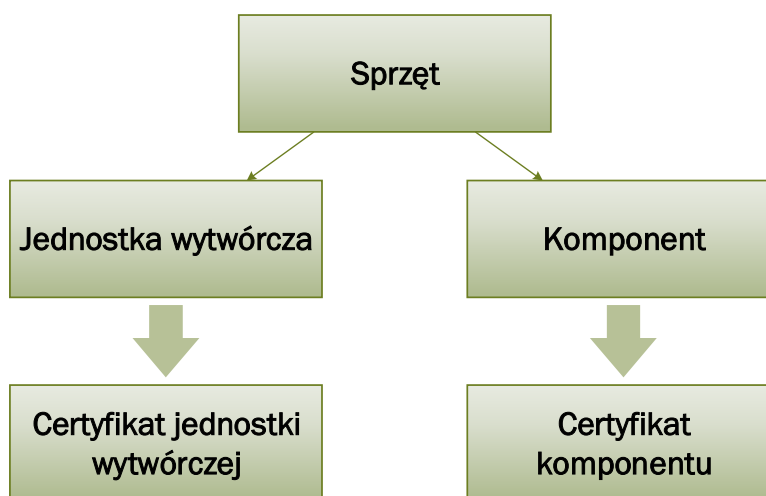 Sprzęt
Jednostka wytwórcza
Komponent
Certyfikat jednostki
wytwórczej
Certyfikat
komponentu